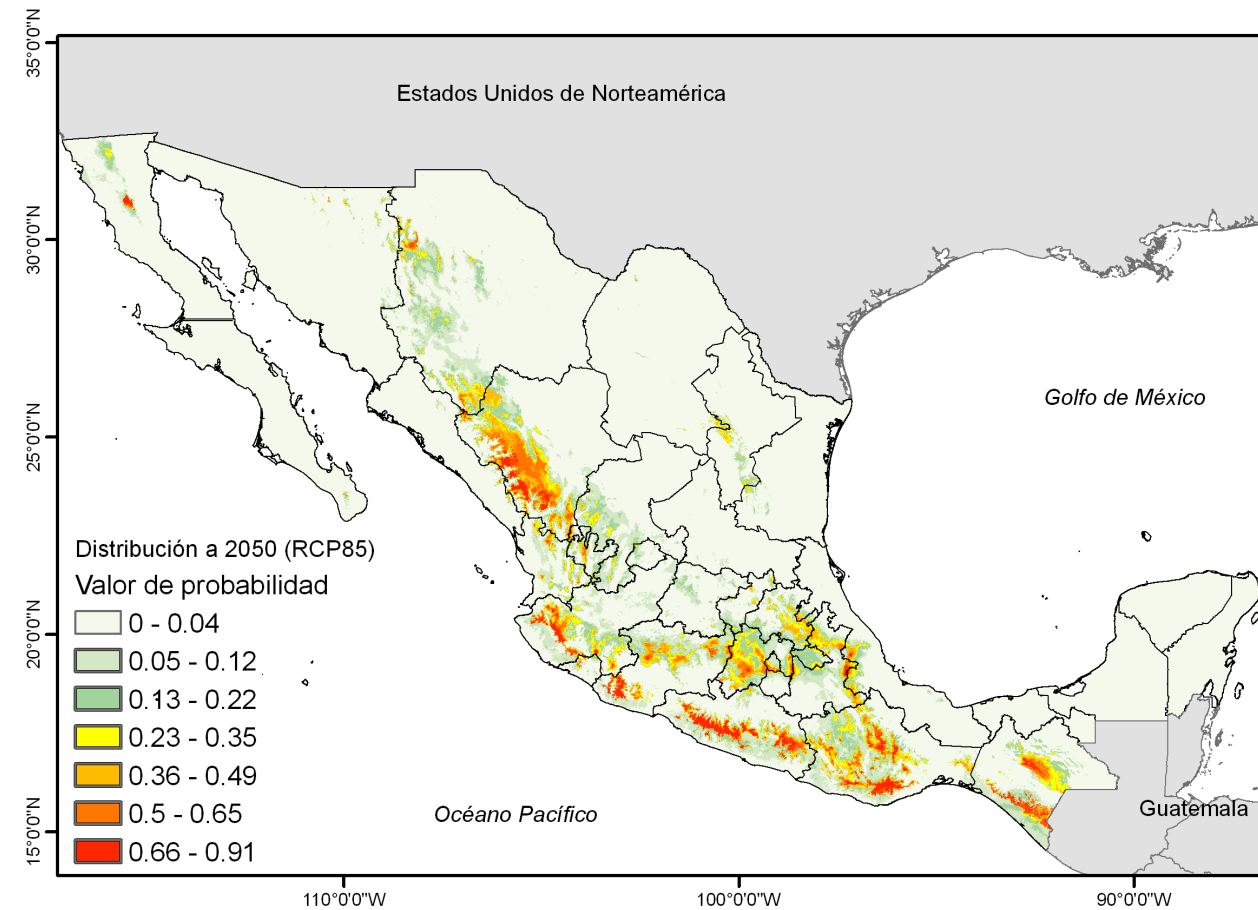 35°0'0"N
Estados Unidos de Norteamérica
30°0'0"N
Golfo de México
25°0'0"N
Distribución a 2050 (RCP85)
Valor de probabilidad
0 - 0.04
20°0'0"N
0.05 - 0.12
0.13 - 0.22
0.23 - 0.35
0.36 - 0.49
0.5 - 0.65
Océano Pacífico
Guatemala
15°0'0"N
0.66 - 0.91
110°0'0"W
100°0'0"W
90°0'0"W